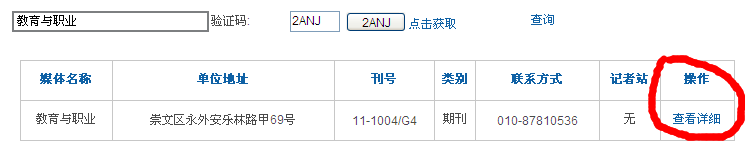 教育与职业 验证码: 2ANJ 2ANJ 点击获取 查询
媒体名称 单位地址 刊号 类别 联系方式 记者站 操作
教育与职业 崇文区永外安乐林路甲69号 11-1004/G4 期刊 010-87810536 无 查看详细